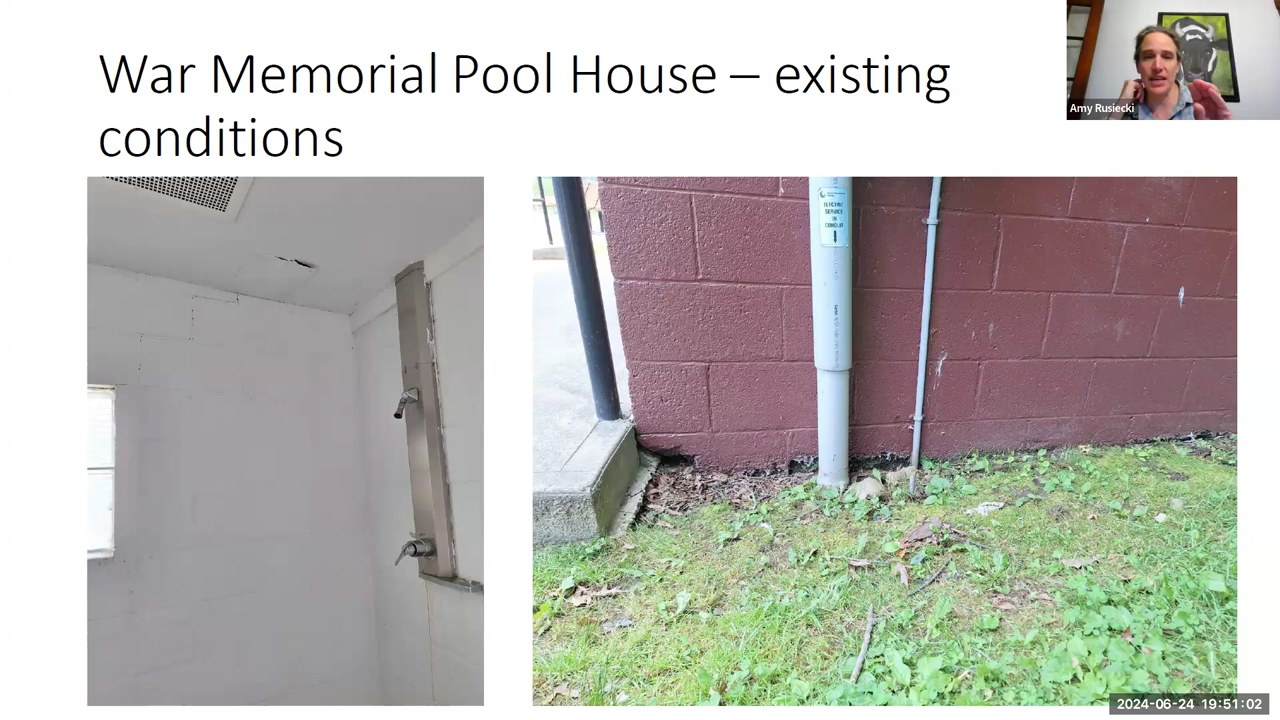 War Memorial Pool House – existing
conditions
Amy Rusiecki
ELECTRIC
SERVICE
IN
CONDUIT
2024-06-24 19:51:02